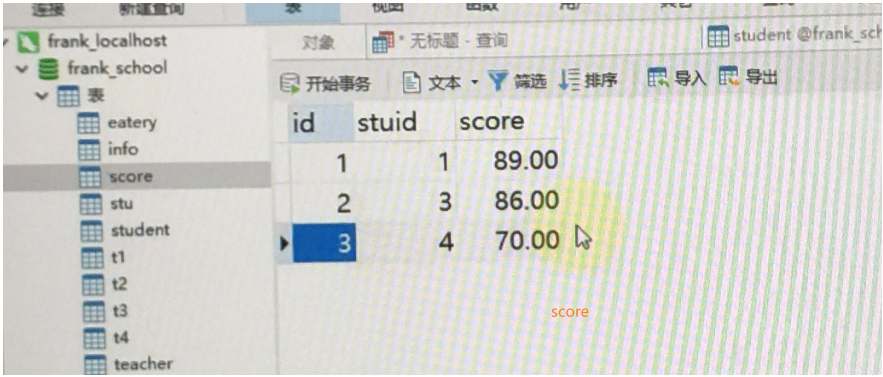 连接 新建查询 表 视图 函数 用户
frank_localhost
frank_school
表
eatery
info
score
stu
student
t1
t2
t3
t4
teacher
对象 * 无标题 - 查询 student @frank_sch
开始事务 文本 筛选 排序 导入 导出
id stuid score
1 1 89.00
2 3 86.00
3 4 70.00
score